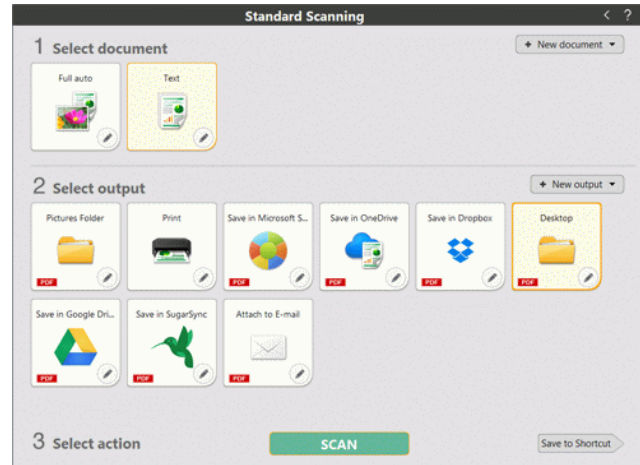 Standard Scanning
< ?
1 Select document
+ New document
Full auto
Text
2 Select output
+ New output
Pictures Folder
Print
Save in Microsoft S...
Save in OneDrive
Save in Dropbox
Desktop
PDF
PDF
PDF
PDF
PDF
Save in Google Dri...
Save in SugarSync
Attach to E-mail
PDF
PDF
PDF
3 Select action
SCAN
Save to Shortcut